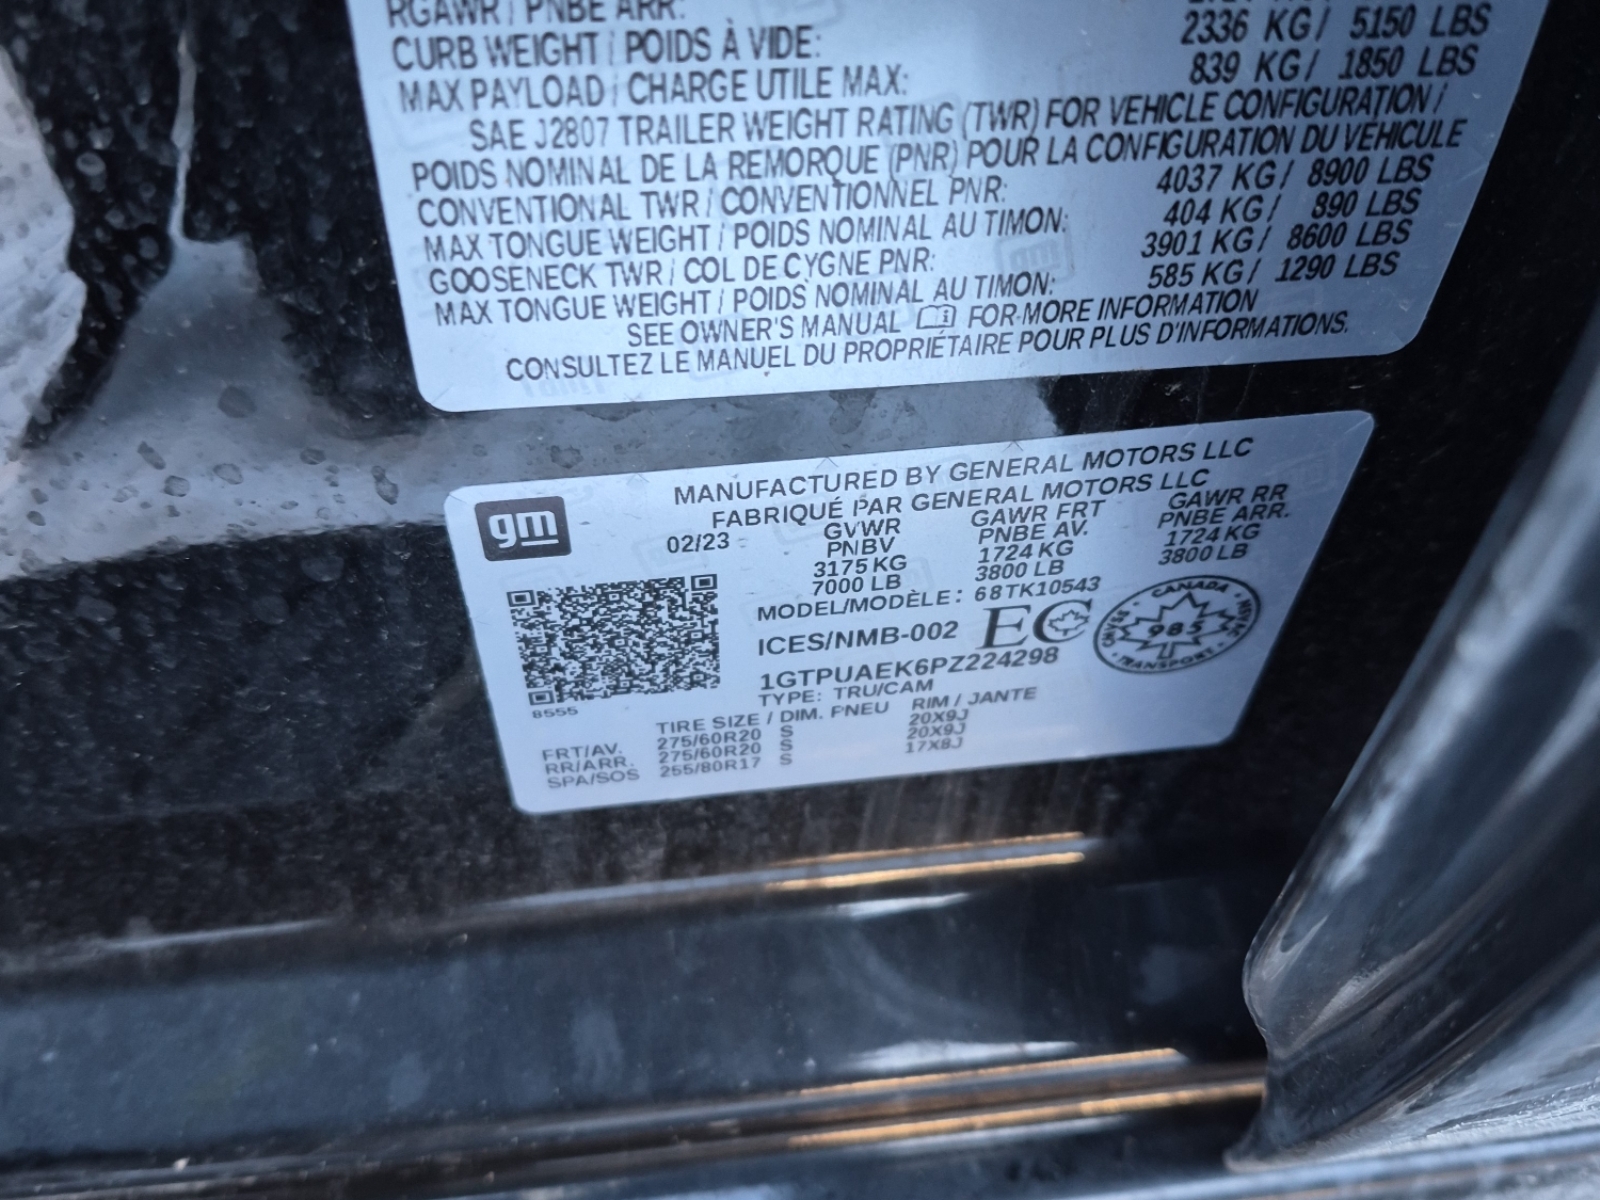 RGAWR / PNBE ARR:
CURB WEIGHT / POIDS À VIDE: 2336 KG / 5150 LBS
MAX PAYLOAD / CHARGE UTILE MAX: 839 KG / 1850 LBS
SAE J2807 TRAILER WEIGHT RATING (TWR) FOR VEHICLE CONFIGURATION /
POIDS NOMINAL DE LA REMORQUE (PNR) POUR LA CONFIGURATION DU VEHICULE
CONVENTIONAL TWR / CONVENTIONNEL PNR: 4037 KG / 8900 LBS
MAX TONGUE WEIGHT / POIDS NOMINAL AU TIMON: 404 KG / 890 LBS
GOOSENECK TWR / COL DE CYGNE PNR: 3901 KG / 8600 LBS
MAX TONGUE WEIGHT / POIDS NOMINAL AU TIMON: 585 KG / 1290 LBS
SEE OWNER'S MANUAL FOR MORE INFORMATION
CONSULTEZ LE MANUEL DU PROPRIÉTAIRE POUR PLUS D'INFORMATIONS.
gm
MANUFACTURED BY GENERAL MOTORS LLC
FABRIQUÉ PAR GENERAL MOTORS LLC
02/23 GVWR GAWR FRT GAWR RR
PNBV PNBE AV. PNBE ARR.
3175 KG 1724 KG 1724 KG
7000 LB 3800 LB 3800 LB
MODEL/MODÈLE: 68TK10543
ICES/NMB-002 EC
CANADA
985
TRANSPORT
1GTPUAEK6PZ224298
TYPE: TRU/CAM
8555
TIRE SIZE / DIM. PNEU RIM / JANTE
FRT/AV. 275/60R20 S 20X9J
RR/ARR. 275/60R20 S 20X9J
SPA/SOS 255/80R17 S 17X8J